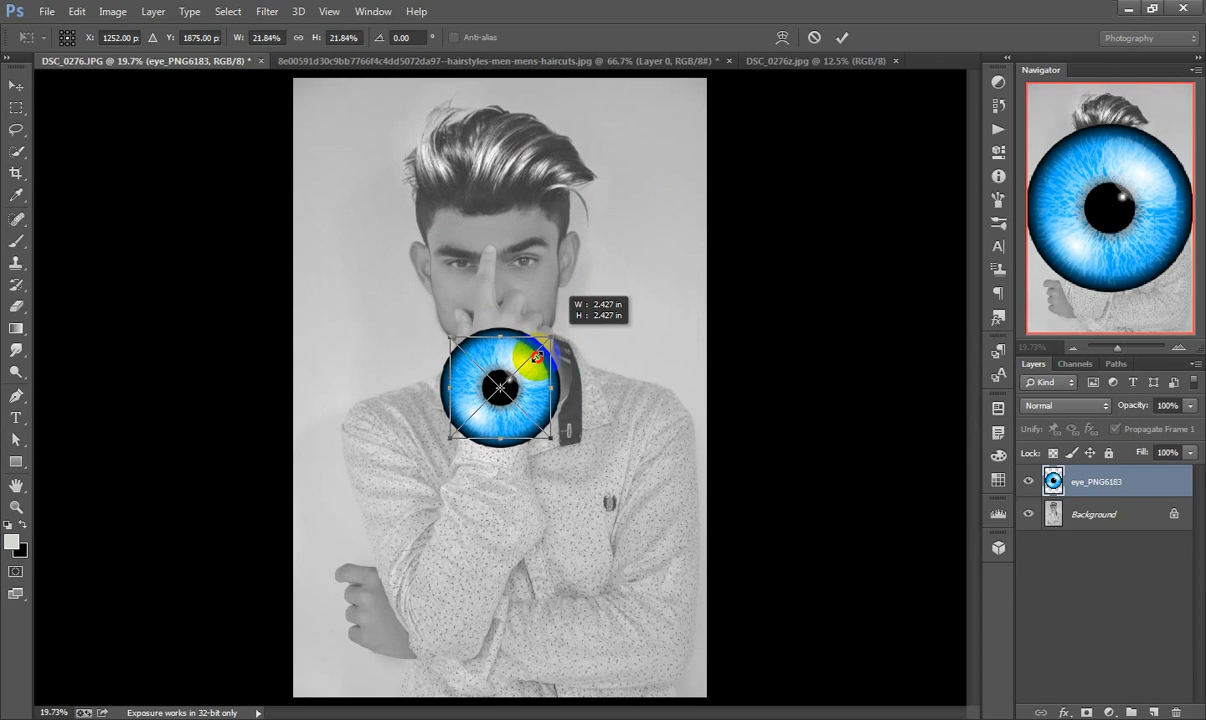 Ps File Edit Image Layer Type Select Filter 3D View Window Help
X: 1252.00 p: Y: 1875.00 p: W: 21.84% H: 21.84% 0.00 ° Anti-alias Photography
DSC_0276.JPG @ 19.7% (eye_PNG6183, RGB/8) * × 8e00591d30c9bb7766f4c4dd5072da97--hairstyles-men-mens-haircuts.jpg @ 66.7% (Layer 0, RGB/8#) * × DSC_0276z.jpg @ 12.5% (RGB/8) ×
Navigator
W : 2.427 in
H : 2.427 in
19.73%
Layers Channels Paths
Kind
Normal Opacity: 100%
Unify: Propagate Frame 1
Lock: Fill: 100%
eye_PNG6183
Background
19.73% Exposure works in 32-bit only